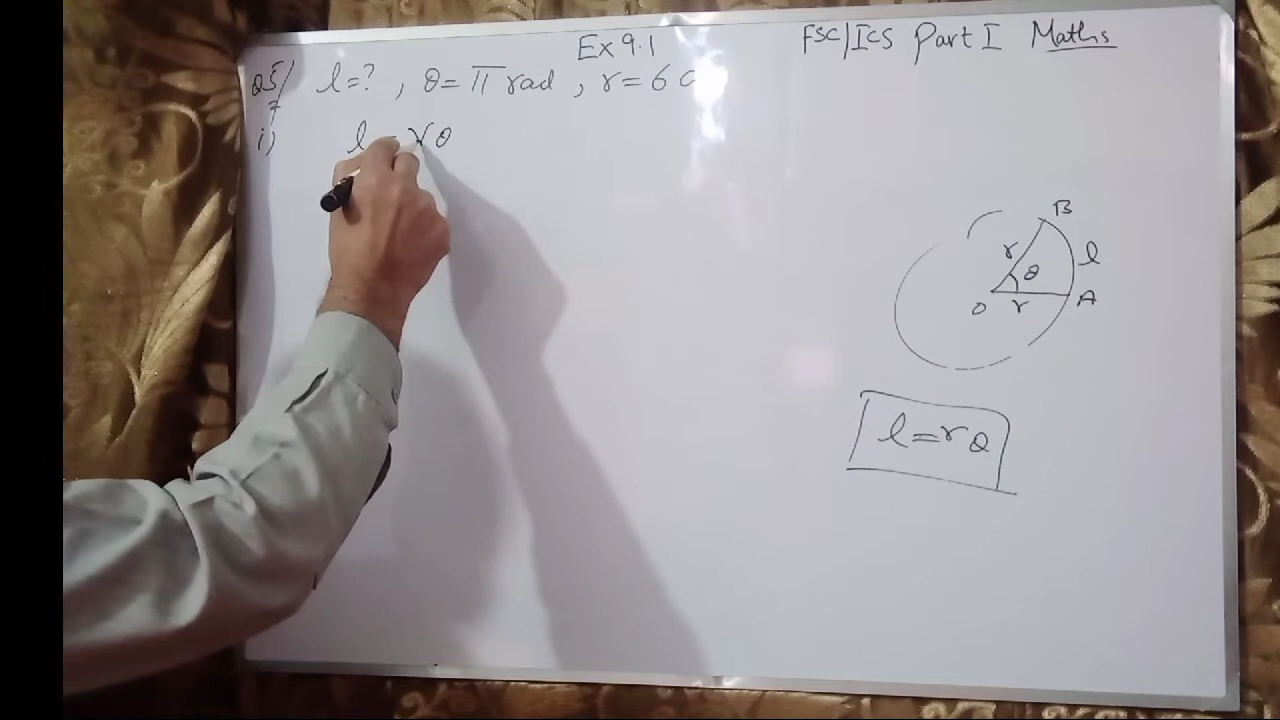 Ex 9.1
FSC/ICS Part I Maths
Q5/ l=? , θ= π rad , r= 6 c
i) l = rθ
B
r
l
θ
O
r
A
l=rθ